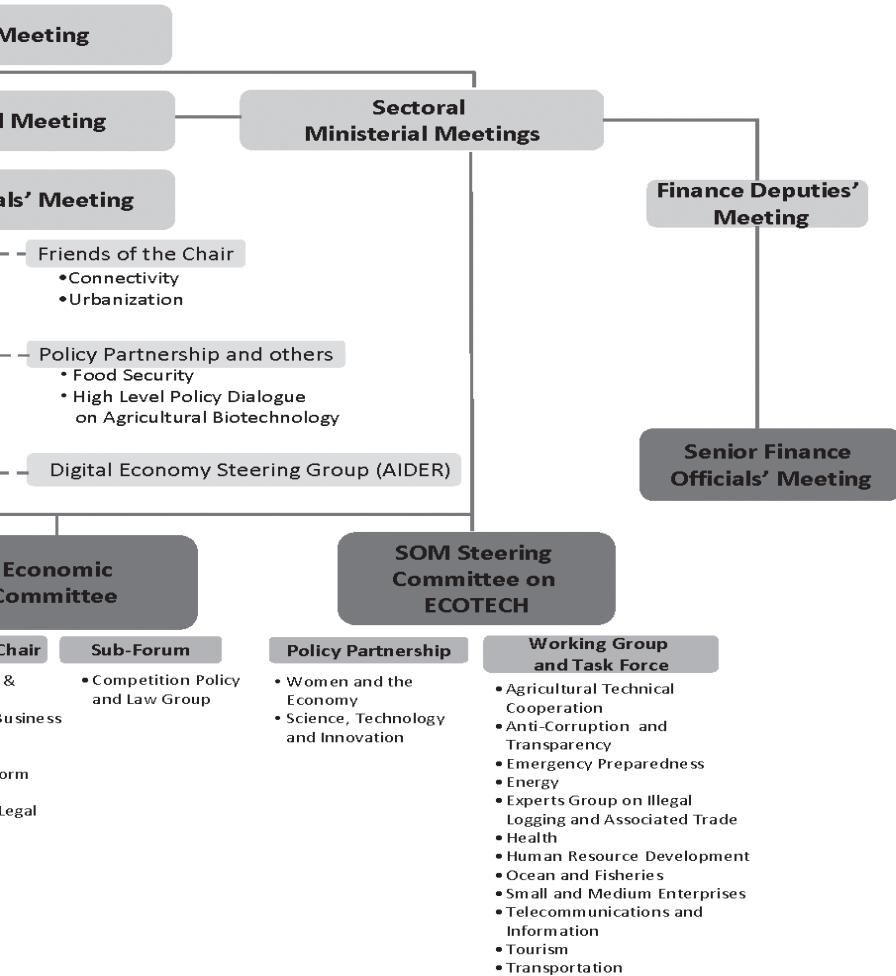 Meeting
Meeting
Sectoral
Ministerial Meetings
als' Meeting
Finance Deputies'
Meeting
Friends of the Chair
•Connectivity
•Urbanization
Policy Partnership and others
• Food Security
• High Level Policy Dialogue
on Agricultural Biotechnology
Digital Economy Steering Group (AIDER)
Senior Finance
Officials' Meeting
Economic
Committee
SOM Steering
Committee on
ECOTECH
Chair
&
Business
orm
Legal
Sub-Forum
• Competition Policy
and Law Group
Policy Partnership
• Women and the
Economy
• Science, Technology
and Innovation
Working Group
and Task Force
• Agricultural Technical
Cooperation
• Anti-Corruption and
Transparency
• Emergency Preparedness
• Energy
• Experts Group on Illegal
Logging and Associated Trade
• Health
• Human Resource Development
• Ocean and Fisheries
• Small and Medium Enterprises
• Telecommunications and
Information
• Tourism
• Transportation